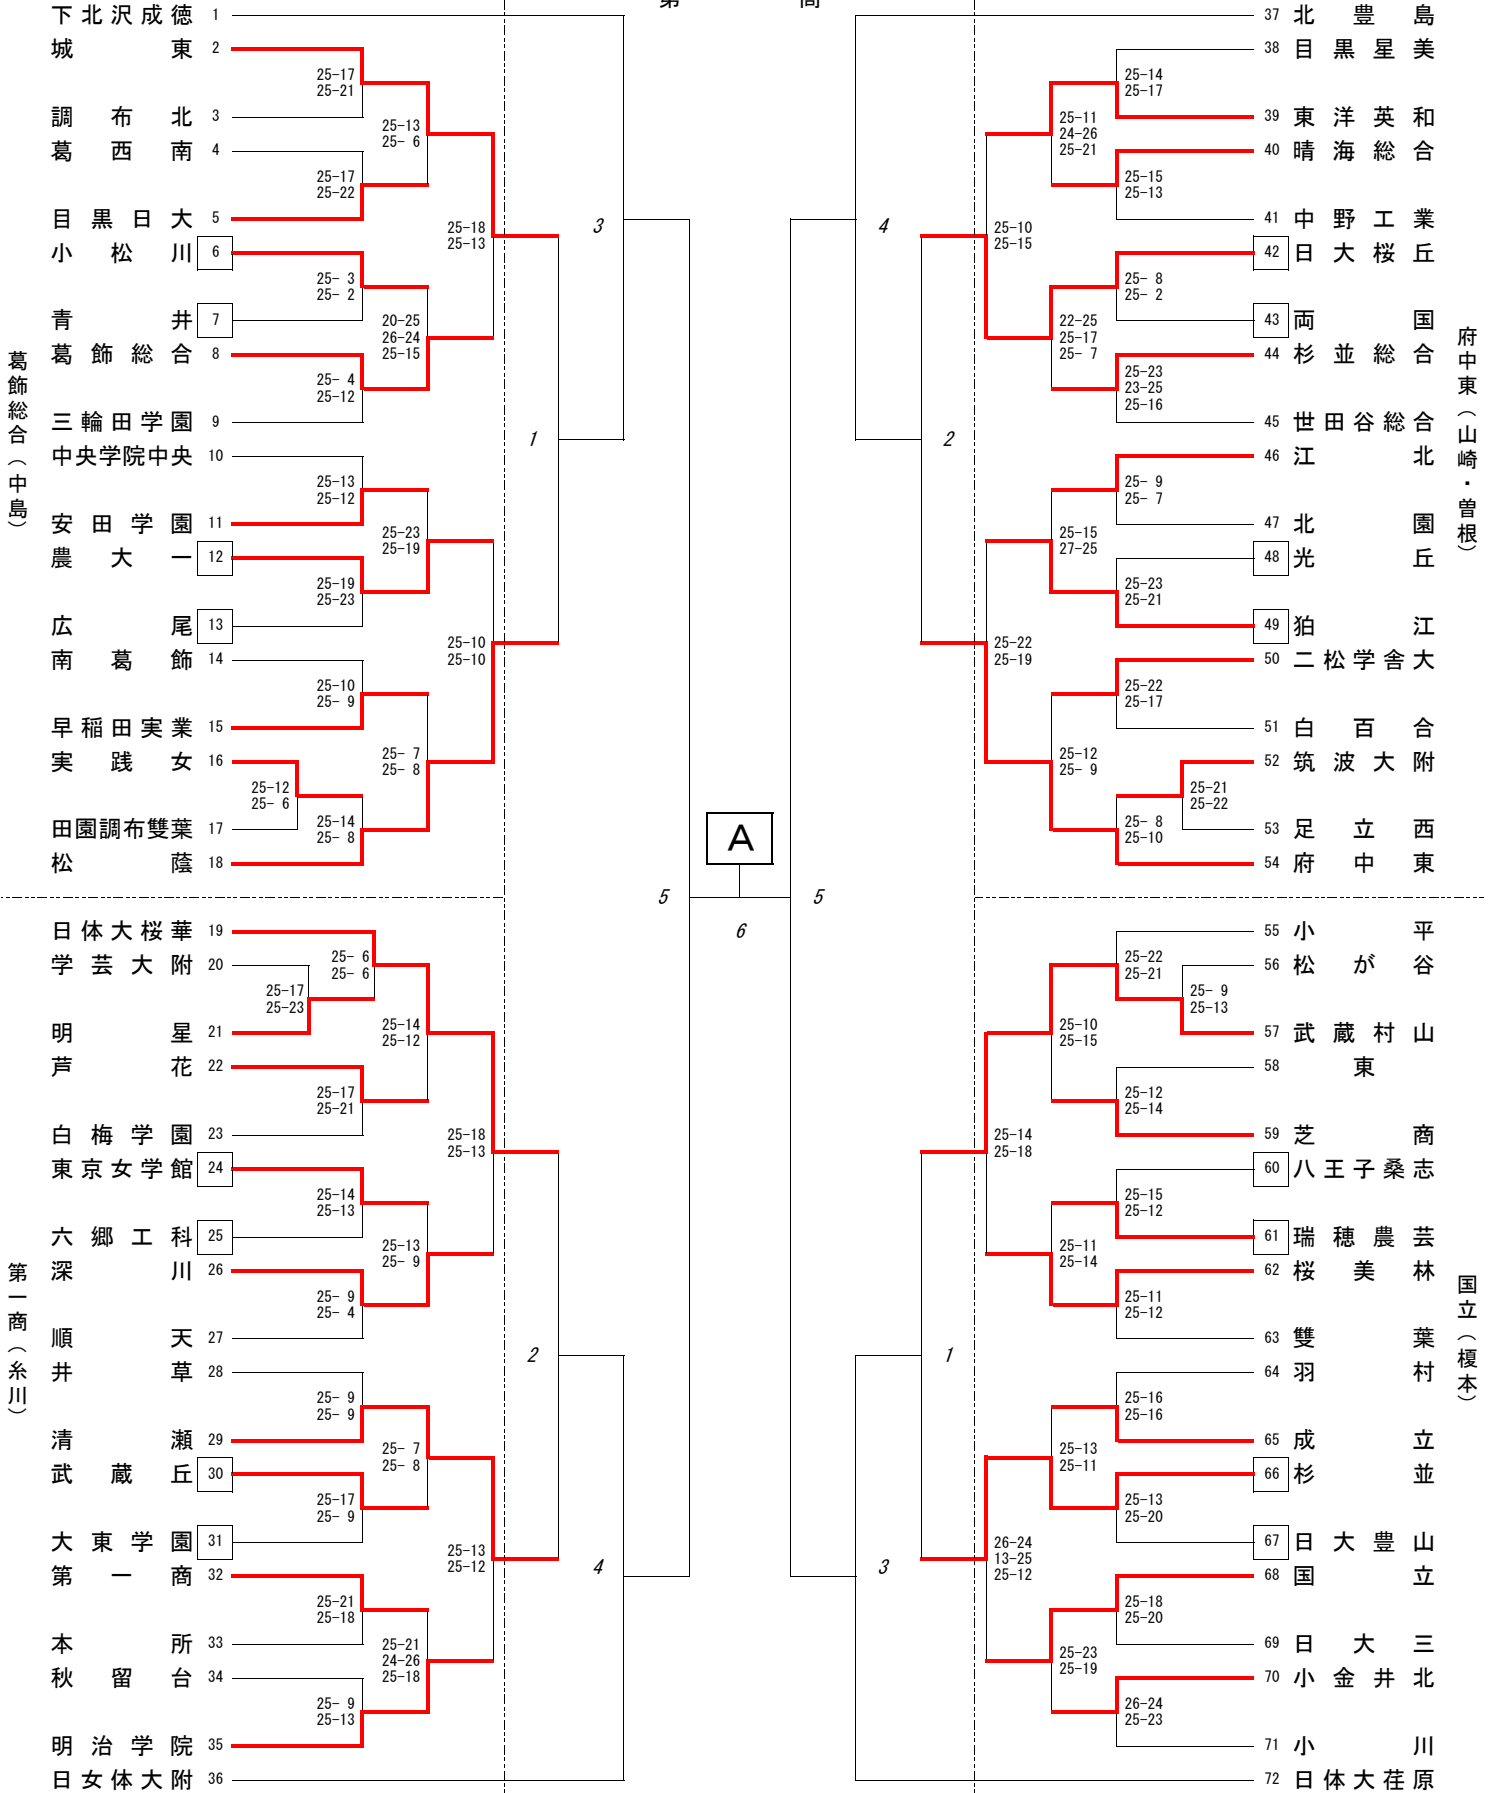 第 商
下北沢成徳 1
城東 2
25-17
25-21
調布北 3
25-13
25- 6
葛西南 4
25-17
25-22
目黒日大 5
25-18
25-13
小松川 6
25- 3
25- 2
青井 7
20-25
26-24
25-15
葛飾総合 8
25- 4
25-12
三輪田学園 9
中央学院中央 10
25-13
25-12
安田学園 11
25-23
25-19
農大一 12
25-19
25-23
広尾 13
25-10
25-10
南葛飾 14
25-10
25- 9
早稲田実業 15
25- 7
25- 8
実践女 16
25-12
25- 6
田園調布雙葉 17
25-14
25- 8
松蔭 18
葛飾総合(中島)
1
3
日体大桜華 19
25- 6
25- 6
学芸大附 20
25-17
25-23
明星 21
25-14
25-12
芦花 22
25-17
25-21
白梅学園 23
25-18
25-13
東京女学館 24
25-14
25-13
六郷工科 25
25-13
25- 9
深川 26
25- 9
25- 4
順天 27
井草 28
25- 9
25- 9
清瀬 29
25- 7
25- 8
武蔵丘 30
25-17
25- 9
大東学園 31
25-13
25-12
第一商 32
25-21
25-18
本所 33
25-21
24-26
25-18
秋留台 34
25- 9
25-13
明治学院 35
日女体大附 36
第一商(糸川)
2
4
5
A
6
5
37 北豊島
38 目黒星美
25-14
25-17
39 東洋英和
25-11
24-26
25-21
40 晴海総合
25-15
25-13
41 中野工業
25-10
25-15
42 日大桜丘
25- 8
25- 2
43 両国
22-25
25-17
25- 7
44 杉並総合
25-23
23-25
25-16
45 世田谷総合
46 江北
25- 9
25- 7
47 北園
25-15
27-25
48 光丘
25-23
25-21
49 狛江
25-22
25-19
50 二松学舎大
25-22
25-17
51 白百合
25-12
25- 9
52 筑波大附
25-21
25-22
53 足立西
25- 8
25-10
54 府中東
府中東(山崎・曽根)
4
2
55 小平
25-22
25-21
56 松が谷
25- 9
25-13
57 武蔵村山
25-10
25-15
58 東
25-12
25-14
59 芝商
25-14
25-18
60 八王子桑志
25-15
25-12
61 瑞穂農芸
25-11
25-14
62 桜美林
25-11
25-12
63 雙葉
64 羽村
25-16
25-16
65 成立
25-13
25-11
66 杉並
25-13
25-20
67 日大豊山
26-24
13-25
25-12
68 国立
25-18
25-20
69 日大三
25-23
25-19
70 小金井北
26-24
25-23
71 小川
72 日体大荏原
国立(榎本)
1
3